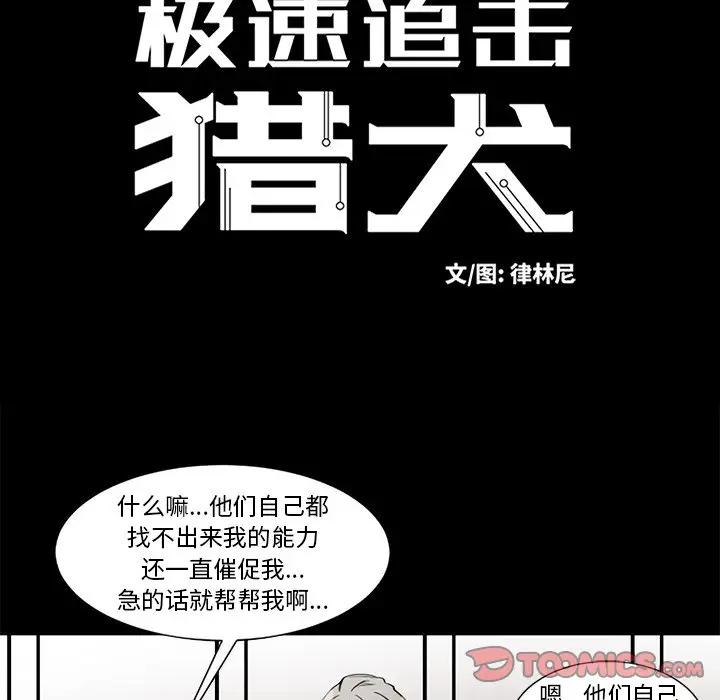 极速追击
猎犬
文/图: 律林尼
什么嘛...他们自己都
找不出来我的能力
还一直催促我...
急的话就帮帮我啊...
TOOMICS.COM
嗯...他们自己